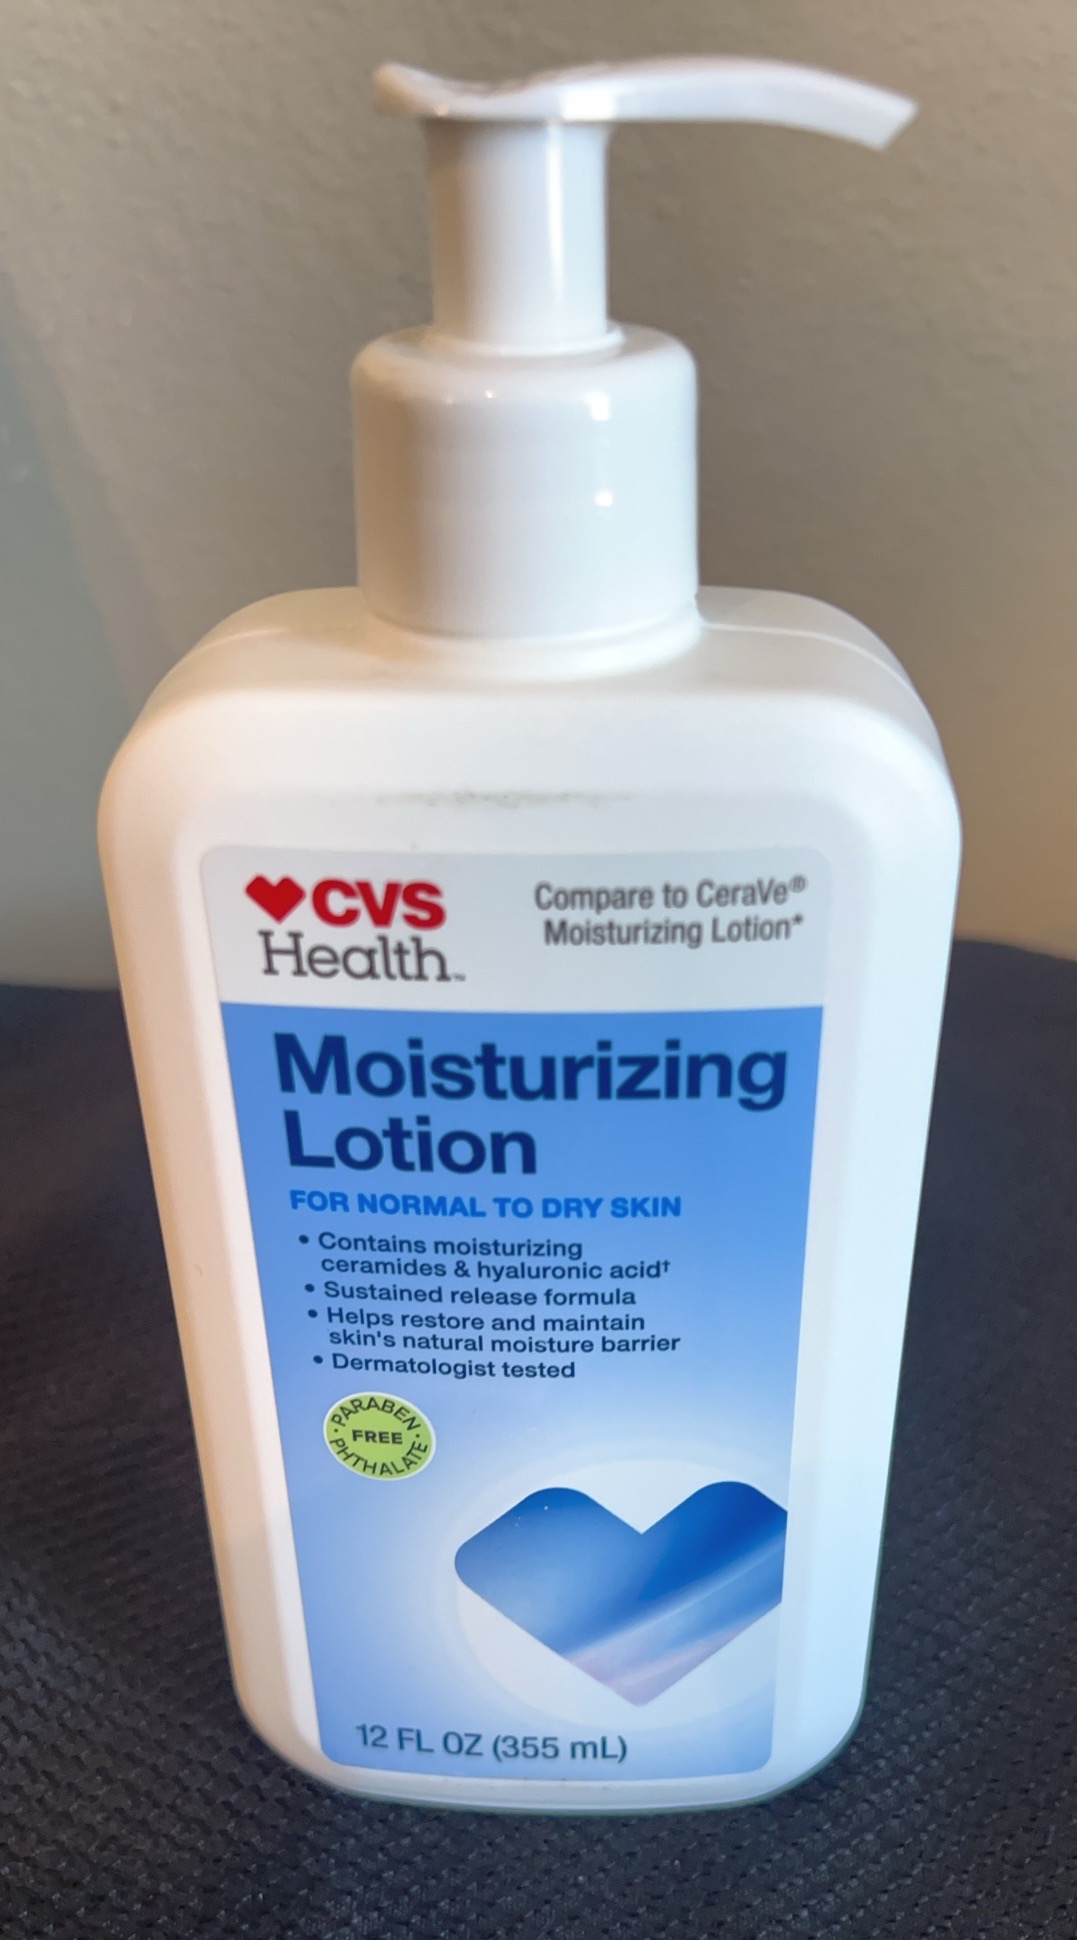 CVS
Health™
Compare to CeraVe®
Moisturizing Lotion*
Moisturizing
Lotion
FOR NORMAL TO DRY SKIN
• Contains moisturizing
ceramides & hyaluronic acid†
• Sustained release formula
• Helps restore and maintain
skin's natural moisture barrier
• Dermatologist tested
PARABEN
FREE
PHTHALATE
12 FL OZ (355 mL)